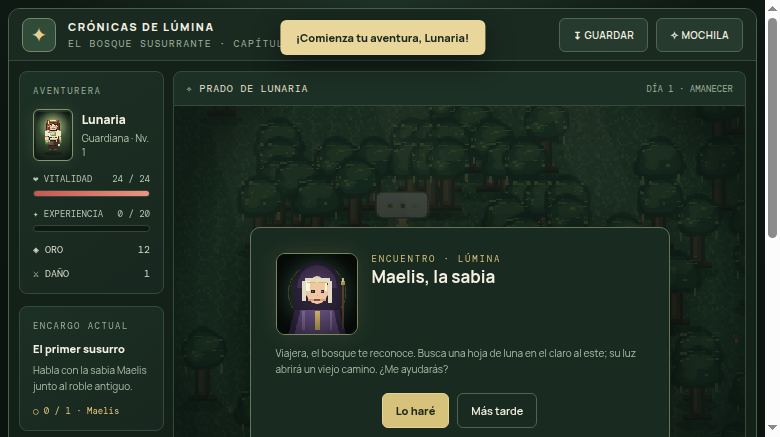 CRÓNICAS DE LÚMINA
EL BOSQUE SUSURRANTE · CAPÍTUL
¡Comienza tu aventura, Lunaria!
↧ GUARDAR
✧ MOCHILA
AVENTURERA
Lunaria
Guardiana · Nv.
1
❤ VITALIDAD 24 / 24
✦ EXPERIENCIA 0 / 20
◈ ORO 12
⚔ DAÑO 1
ENCARGO ACTUAL
El primer susurro
Habla con la sabia Maelis
junto al roble antiguo.
○ 0 / 1 · Maelis
✧ PRADO DE LUNARIA
DÍA 1 · AMANECER
ENCUENTRO · LÚMINA
Maelis, la sabia
Viajera, el bosque te reconoce. Busca una hoja de luna en el claro al este; su luz
abrirá un viejo camino. ¿Me ayudarás?
Lo haré
Más tarde